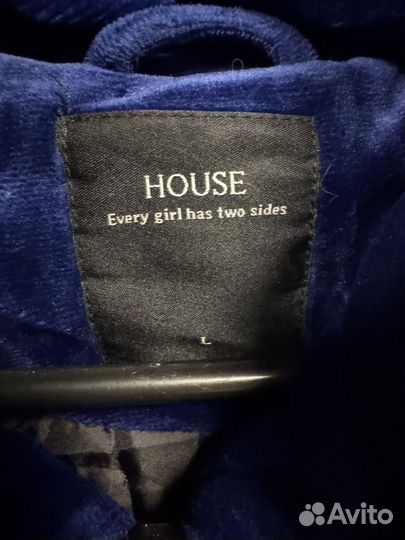 HOUSE
Every girl has two sides
L
Avito